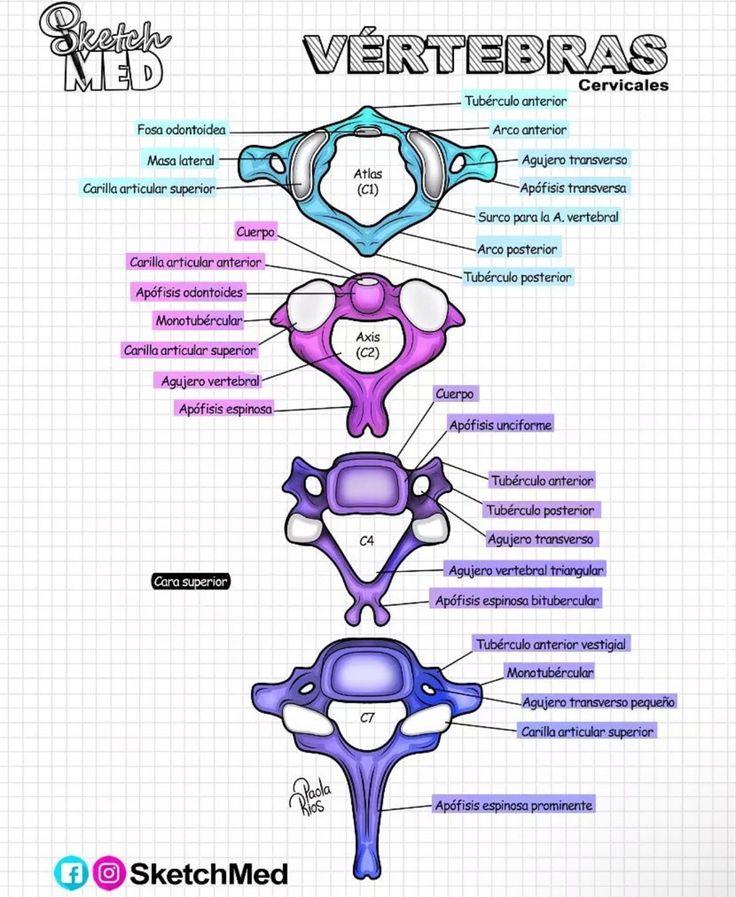 Sketch
MED
VÉRTEBRAS
Cervicales
Tubérculo anterior
Fosa odontoidea
Arco anterior
Masa lateral
Agujero transverso
Carilla articular superior
Atlas
(C1)
Apófisis transversa
Surco para la A. vertebral
Arco posterior
Tubérculo posterior
Cuerpo
Carilla articular anterior
Apófisis odontoides
Monotubércular
Carilla articular superior
Agujero vertebral
Apófisis espinosa
Axis
(C2)
Cuerpo
Apófisis unciforme
Tubérculo anterior
Tubérculo posterior
Agujero transverso
C4
Agujero vertebral triangular
Apófisis espinosa bitubercular
Cara superior
Tubérculo anterior vestigial
Monotubércular
Agujero transverso pequeño
Carilla articular superior
C7
Apófisis espinosa prominente
Paola
Rios
SketchMed